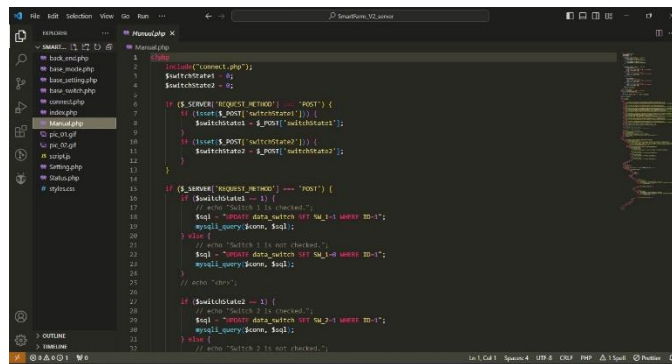 File Edit Selection View Go Run ...
SmartFarm_V2_server
EXPLORER
Manual.php
SMART...
Manual.php
back_end.php
base_mode.php
base_setting.php
base_switch.php
connect.php
index.php
Manual.php
pic_01.gif
pic_02.gif
script.js
Setting.php
Status.php
styles.css
OUTLINE
TIMELINE
1 <?php
2 include("connect.php");
3 $switchState1 = 0;
4 $switchState2 = 0;
5
6 if ($_SERVER['REQUEST_METHOD'] === 'POST') {
7 if (isset($_POST['switchState1'])) {
8 $switchState1 = $_POST['switchState1'];
9 }
10 if (isset($_POST['switchState2'])) {
11 $switchState2 = $_POST['switchState2'];
12 }
13 }
14
15 if ($_SERVER['REQUEST_METHOD'] === 'POST') {
16 if ($switchState1 == 1) {
17 // echo "Switch 1 is checked.";
18 $sql = "UPDATE data_switch SET SW_1=1 WHERE ID=1";
19 mysqli_query($conn, $sql);
20 } else {
21 // echo "Switch 1 is not checked.";
22 $sql = "UPDATE data_switch SET SW_1=0 WHERE ID=1";
23 mysqli_query($conn, $sql);
24 }
25 // echo "<br>";
26
27 if ($switchState2 == 1) {
28 // echo "Switch 2 is checked.";
29 $sql = "UPDATE data_switch SET SW_2=1 WHERE ID=1";
30 mysqli_query($conn, $sql);
31 } else {
32 // echo "Switch 2 is not checked.";
Ln 1, Col 1 Spaces: 4 UTF-8 CRLF PHP 1 Spell Prettier